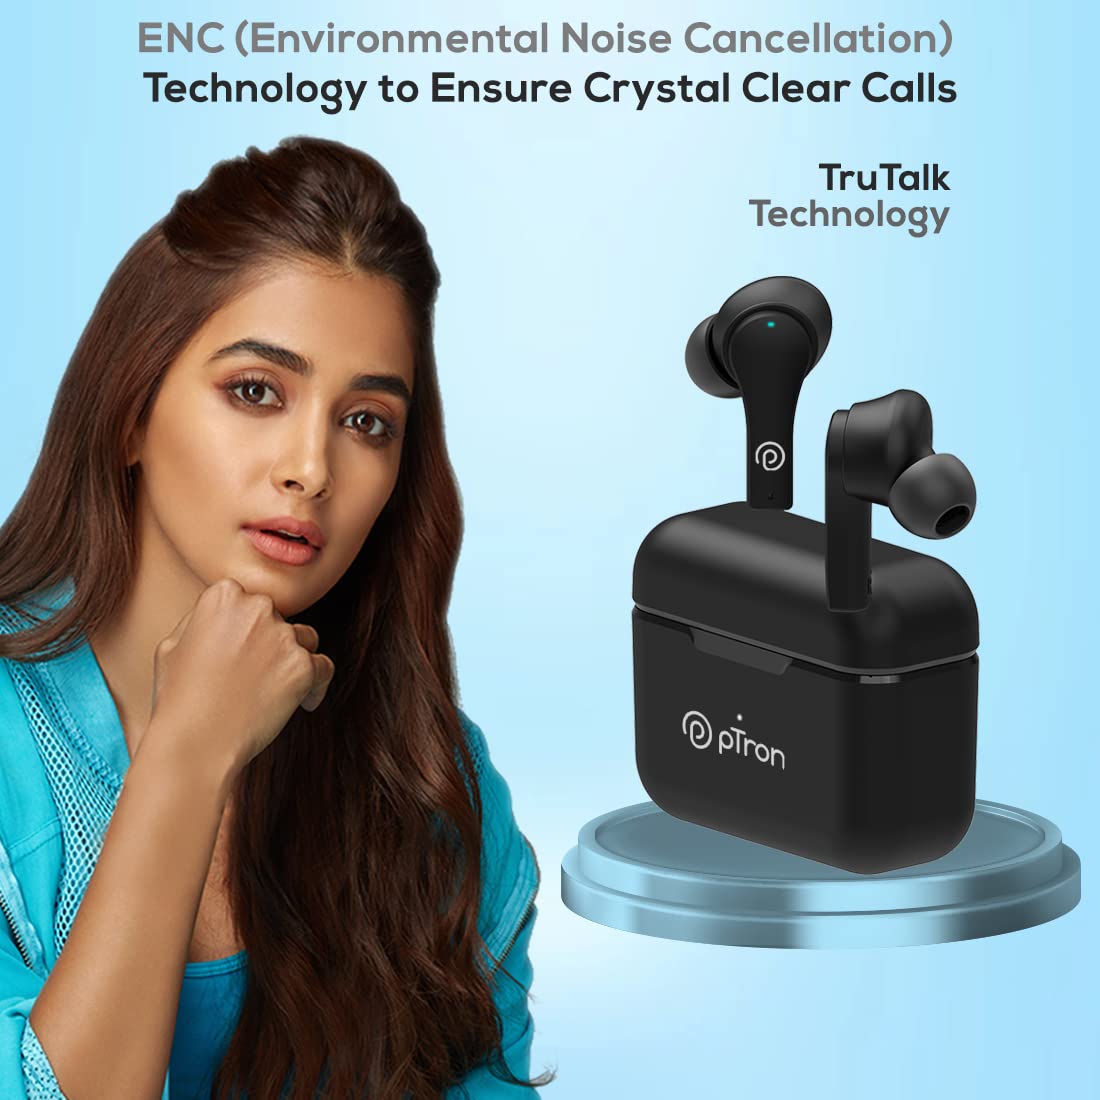 ENC (Environmental Noise Cancellation)
Technology to Ensure Crystal Clear Calls
TruTalk
Technology
pTron